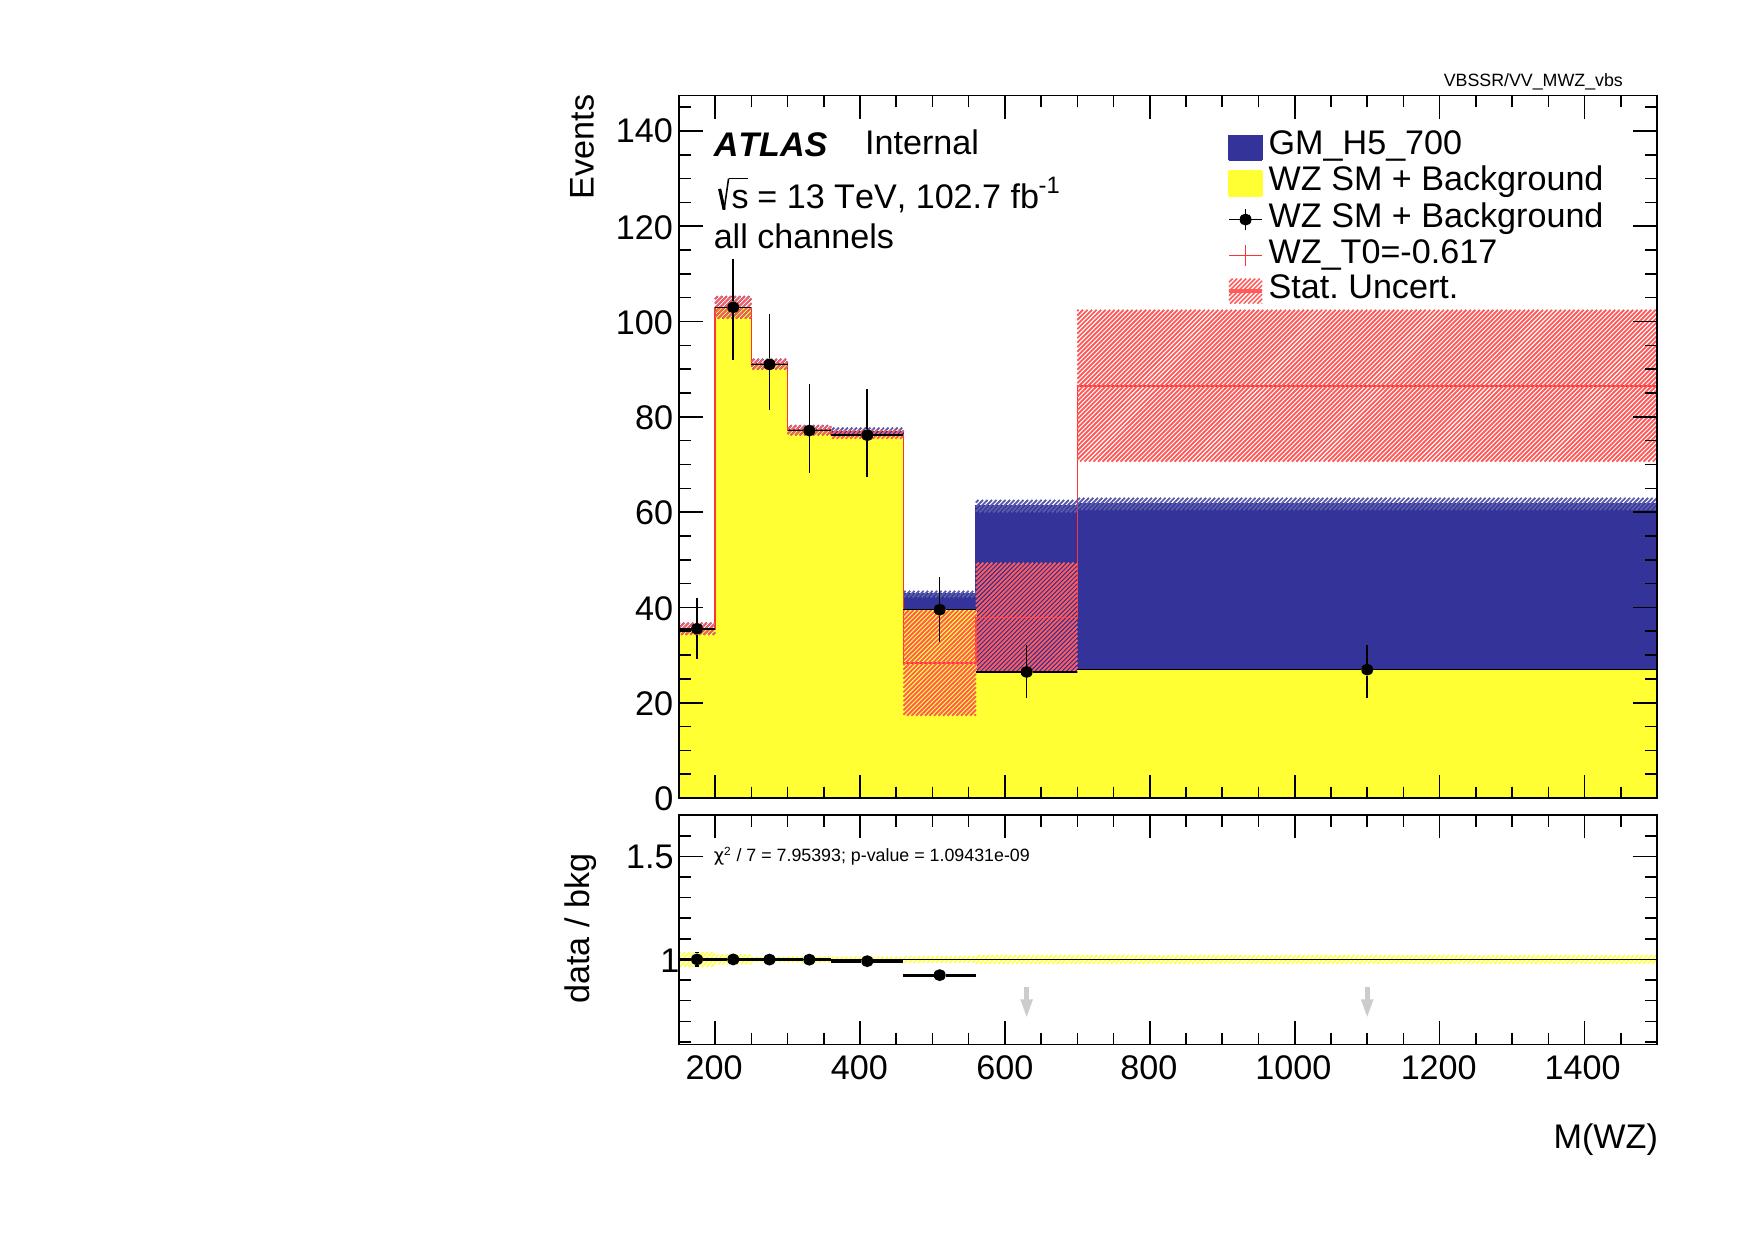 VBSSR/VV_MWZ_vbs
Events
140
120
100
80
60
40
20
0
ATLAS Internal
√s = 13 TeV, 102.7 fb-1
all channels
GM_H5_700
WZ SM + Background
WZ SM + Background
WZ_T0=-0.617
Stat. Uncert.
data / bkg
1.5
1
χ2 / 7 = 7.95393; p-value = 1.09431e-09
200 400 600 800 1000 1200 1400
M(WZ)